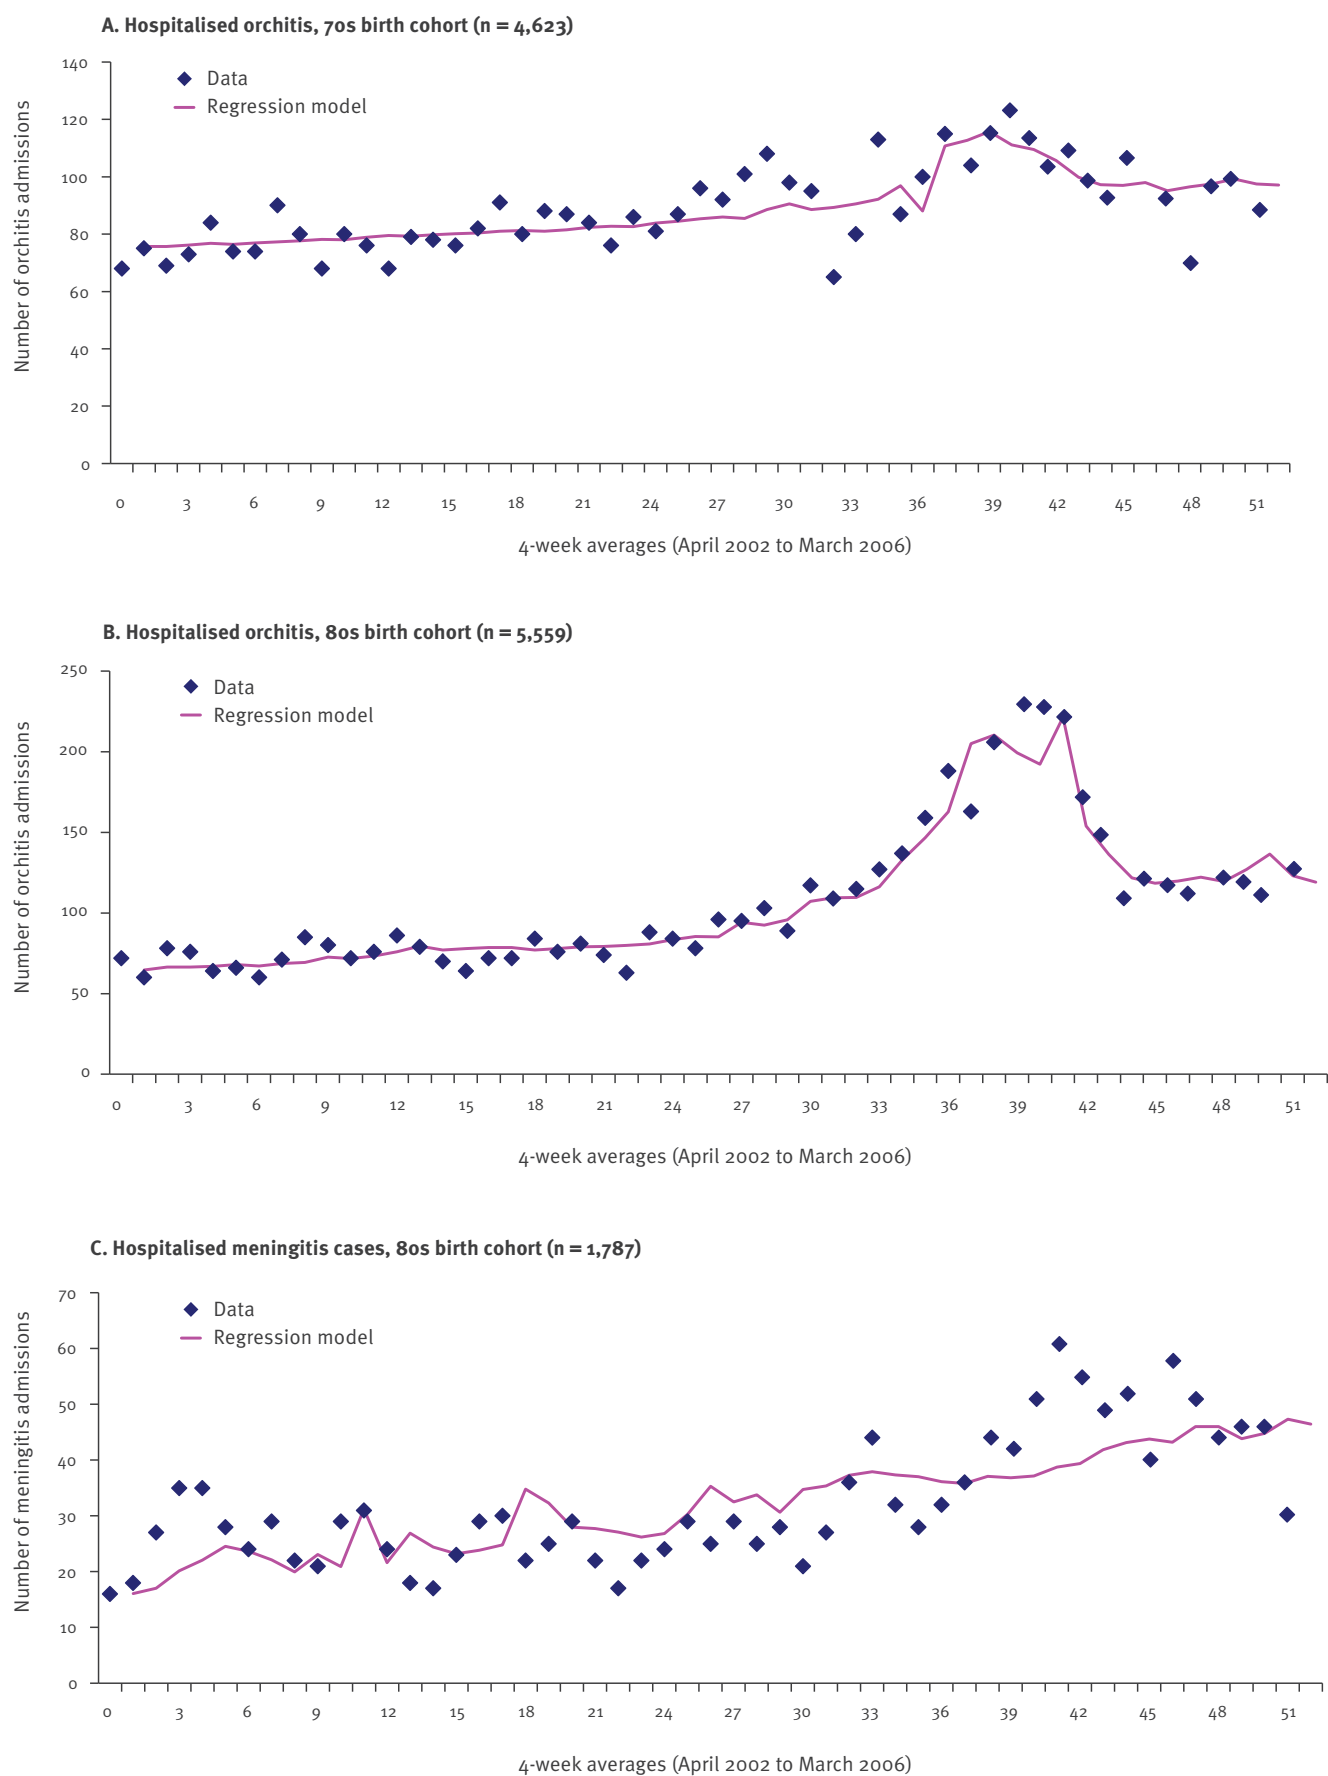 A. Hospitalised orchitis, 70s birth cohort (n = 4,623)
Data
Regression model
Number of orchitis admissions
140
120
100
80
60
40
20
0
0 3 6 9 12 15 18 21 24 27 30 33 36 39 42 45 48 51
4-week averages (April 2002 to March 2006)
B. Hospitalised orchitis, 80s birth cohort (n = 5,559)
Data
Regression model
Number of orchitis admissions
250
200
150
100
50
0
0 3 6 9 12 15 18 21 24 27 30 33 36 39 42 45 48 51
4-week averages (April 2002 to March 2006)
C. Hospitalised meningitis cases, 80s birth cohort (n = 1,787)
Data
Regression model
Number of meningitis admissions
70
60
50
40
30
20
10
0
0 3 6 9 12 15 18 21 24 27 30 33 36 39 42 45 48 51
4-week averages (April 2002 to March 2006)